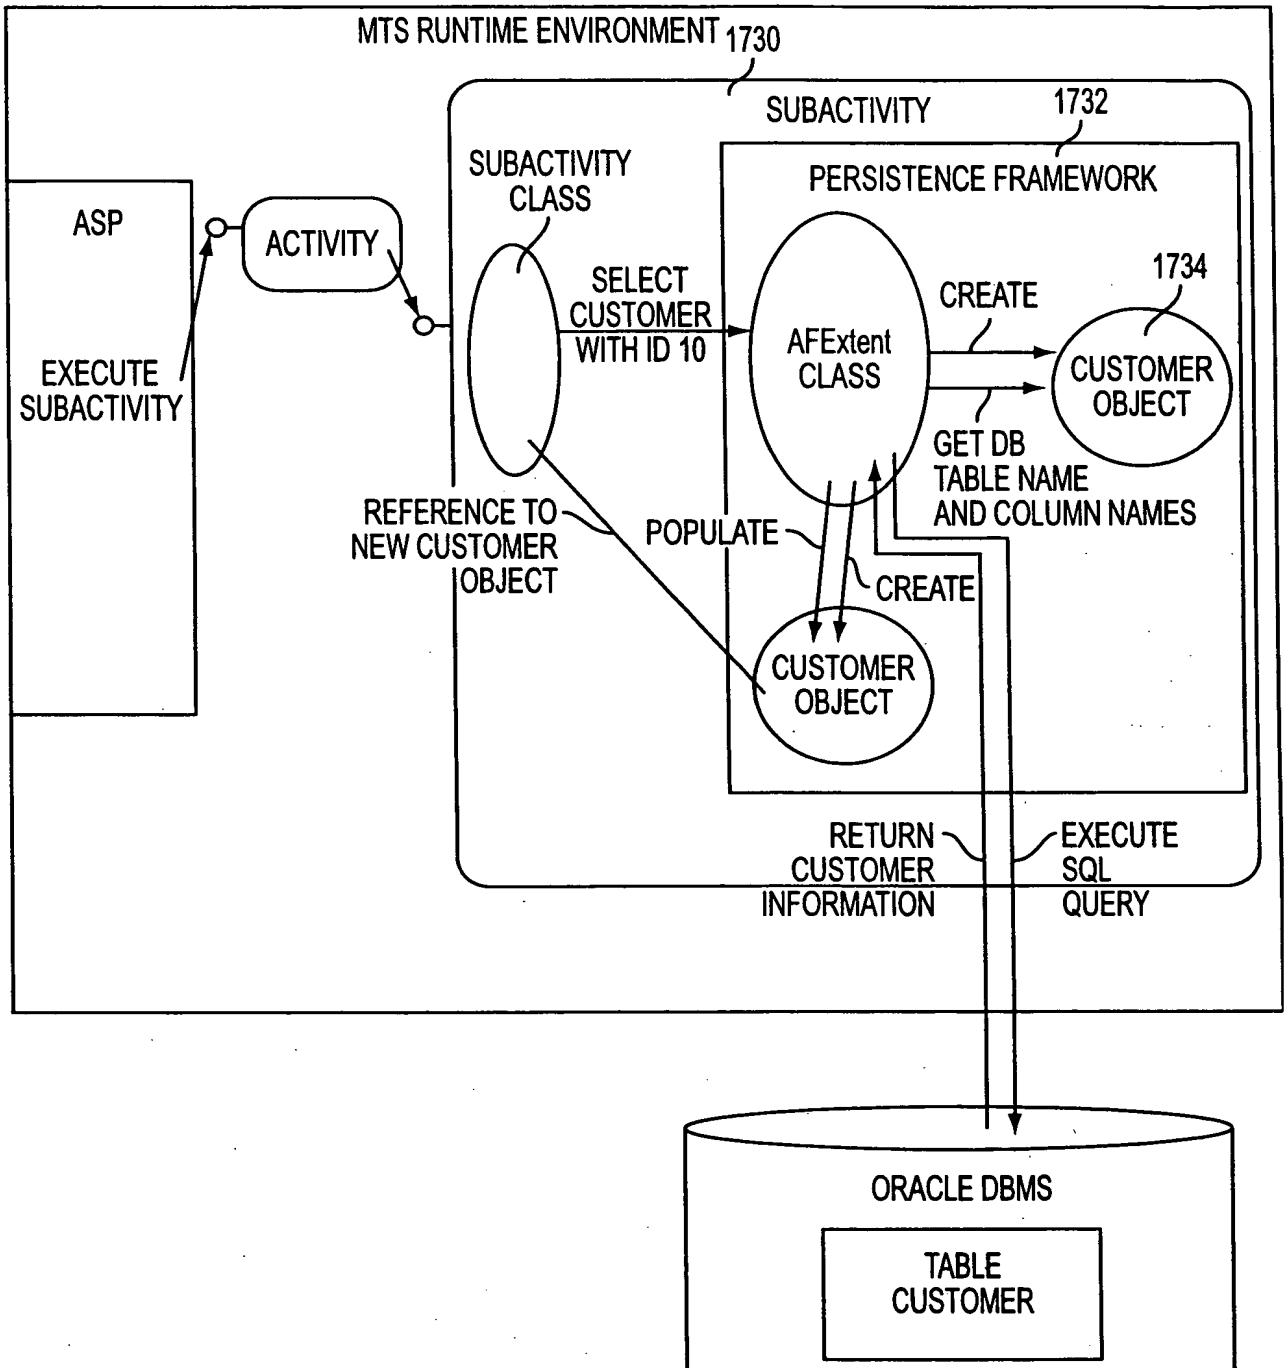 MTS RUNTIME ENVIRONMENT
1730
SUBACTIVITY
1732
SUBACTIVITY
CLASS
PERSISTENCE FRAMEWORK
ASP
ACTIVITY
SELECT
CUSTOMER
WITH ID 10
AFExtent
CLASS
CREATE
1734
CUSTOMER
OBJECT
EXECUTE
SUBACTIVITY
GET DB
TABLE NAME
AND COLUMN NAMES
REFERENCE TO
NEW CUSTOMER
OBJECT
POPULATE
CREATE
CUSTOMER
OBJECT
RETURN
CUSTOMER
INFORMATION
EXECUTE
SQL
QUERY
ORACLE DBMS
TABLE
CUSTOMER